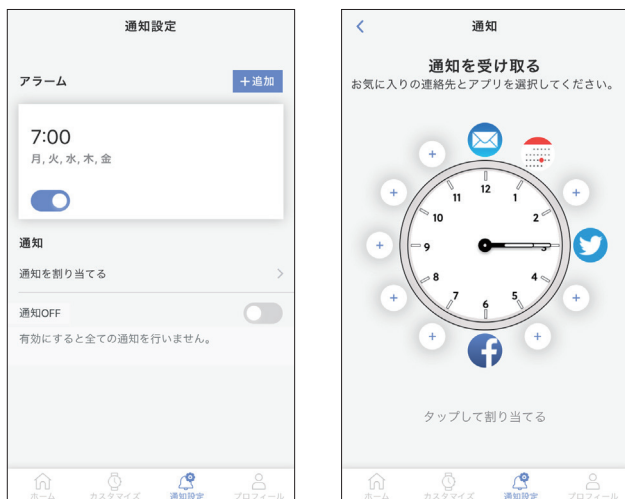 通知設定
アラーム
＋追加
7:00
月, 火, 水, 木, 金
通知
通知を割り当てる
通知OFF
有効にすると全ての通知を行いません。
ホーム
カスタマイズ
通知設定
プロフィール
通知
通知を受け取る
お気に入りの連絡先とアプリを選択してください。
12
1
2
3
4
5
6
7
8
9
10
11
タップして割り当てる
ホーム
カスタマイズ
通知設定
プロフィール